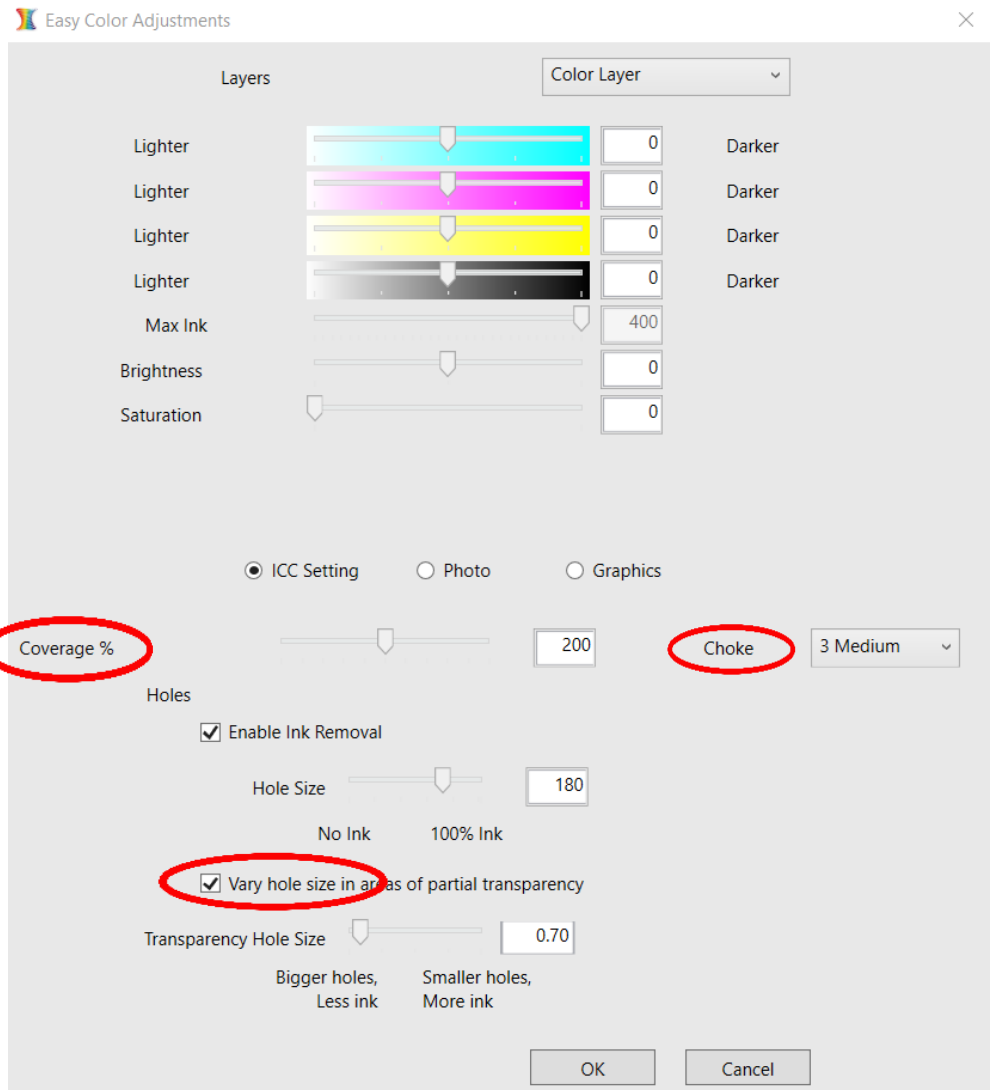 Easy Color Adjustments
Layers Color Layer
Lighter 0 Darker
Lighter 0 Darker
Lighter 0 Darker
Lighter 0 Darker
Max Ink 400
Brightness 0
Saturation 0
ICC Setting Photo Graphics
Coverage % 200 Choke 3 Medium
Holes
Enable Ink Removal
Hole Size 180
No Ink 100% Ink
Vary hole size in areas of partial transparency
Transparency Hole Size 0.70
Bigger holes, Smaller holes,
Less ink More ink
OK Cancel